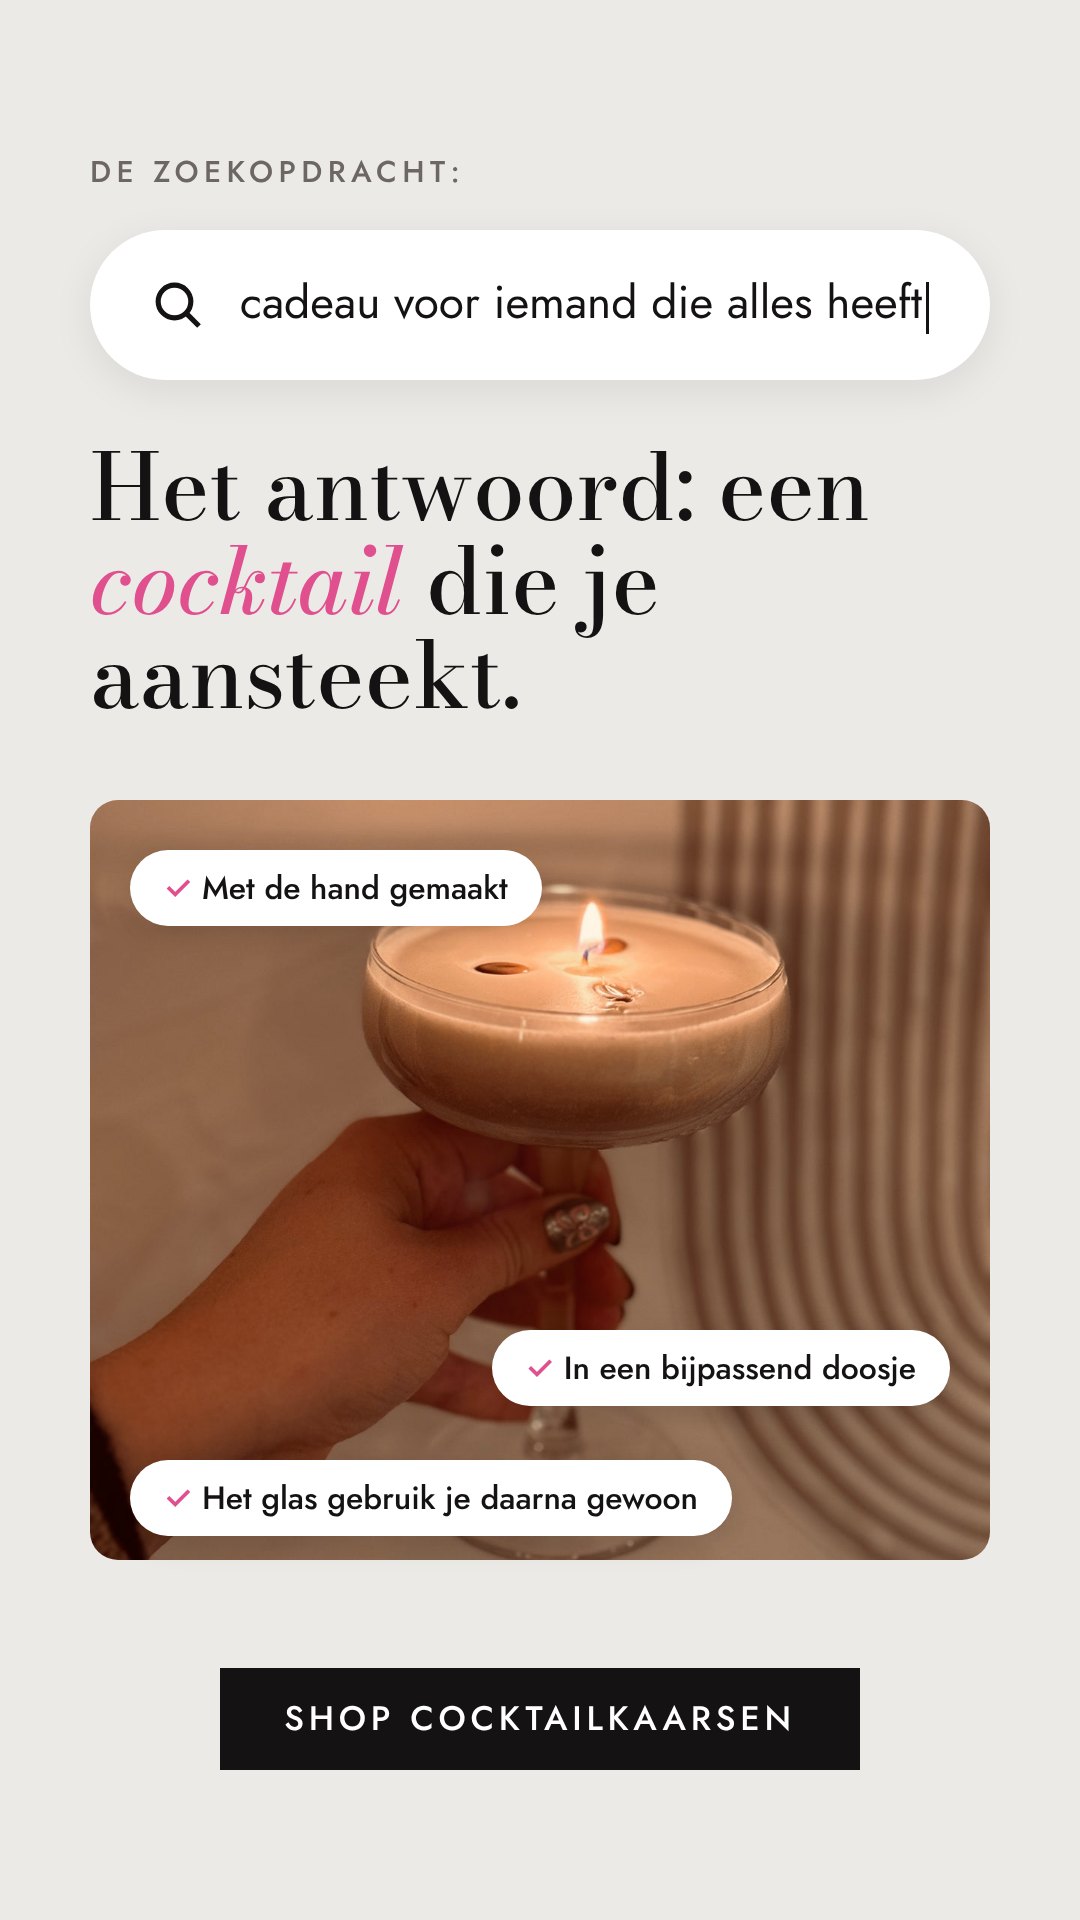 DE ZOEKOPDRACHT:
cadeau voor iemand die alles heeft
Het antwoord: een
cocktail die je
aansteekt.
Met de hand gemaakt
In een bijpassend doosje
Het glas gebruik je daarna gewoon
SHOP COCKTAILKAARSEN